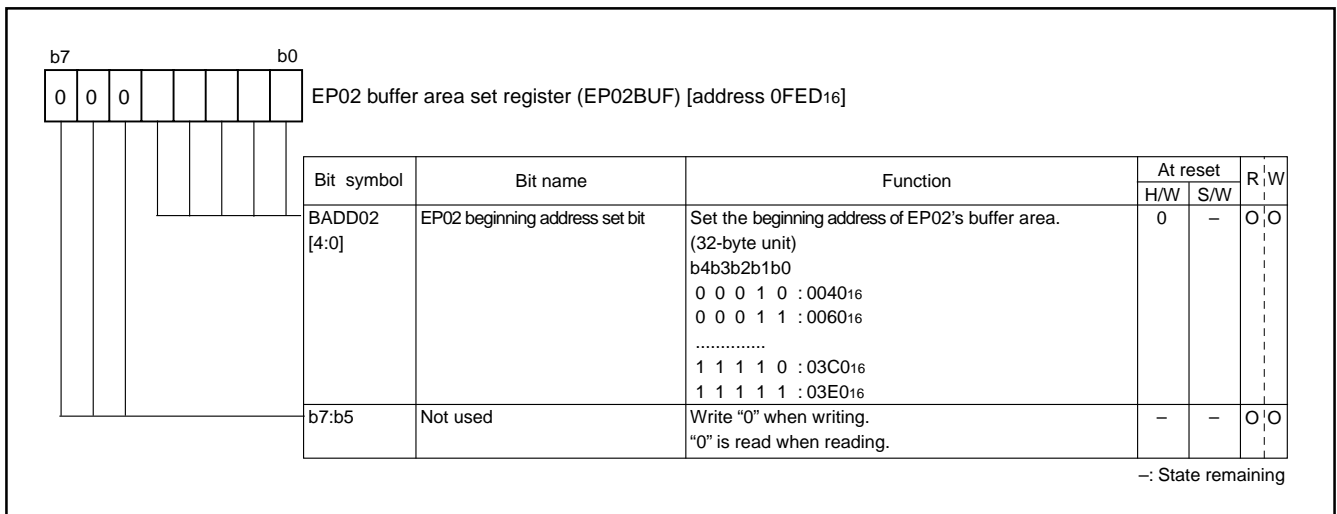 b7 b0
0 0 0
EP02 buffer area set register (EP02BUF) [address 0FED16]
Bit symbol Bit name Function At reset R W
H/W S/W
BADD02 EP02 beginning address set bit Set the beginning address of EP02's buffer area. 0 – O O
[4:0] (32-byte unit)
b4b3b2b1b0
0 0 0 1 0 : 004016
0 0 0 1 1 : 006016
..............
1 1 1 1 0 : 03C016
1 1 1 1 1 : 03E016
b7:b5 Not used Write “0” when writing. – – O O
“0” is read when reading.
–: State remaining